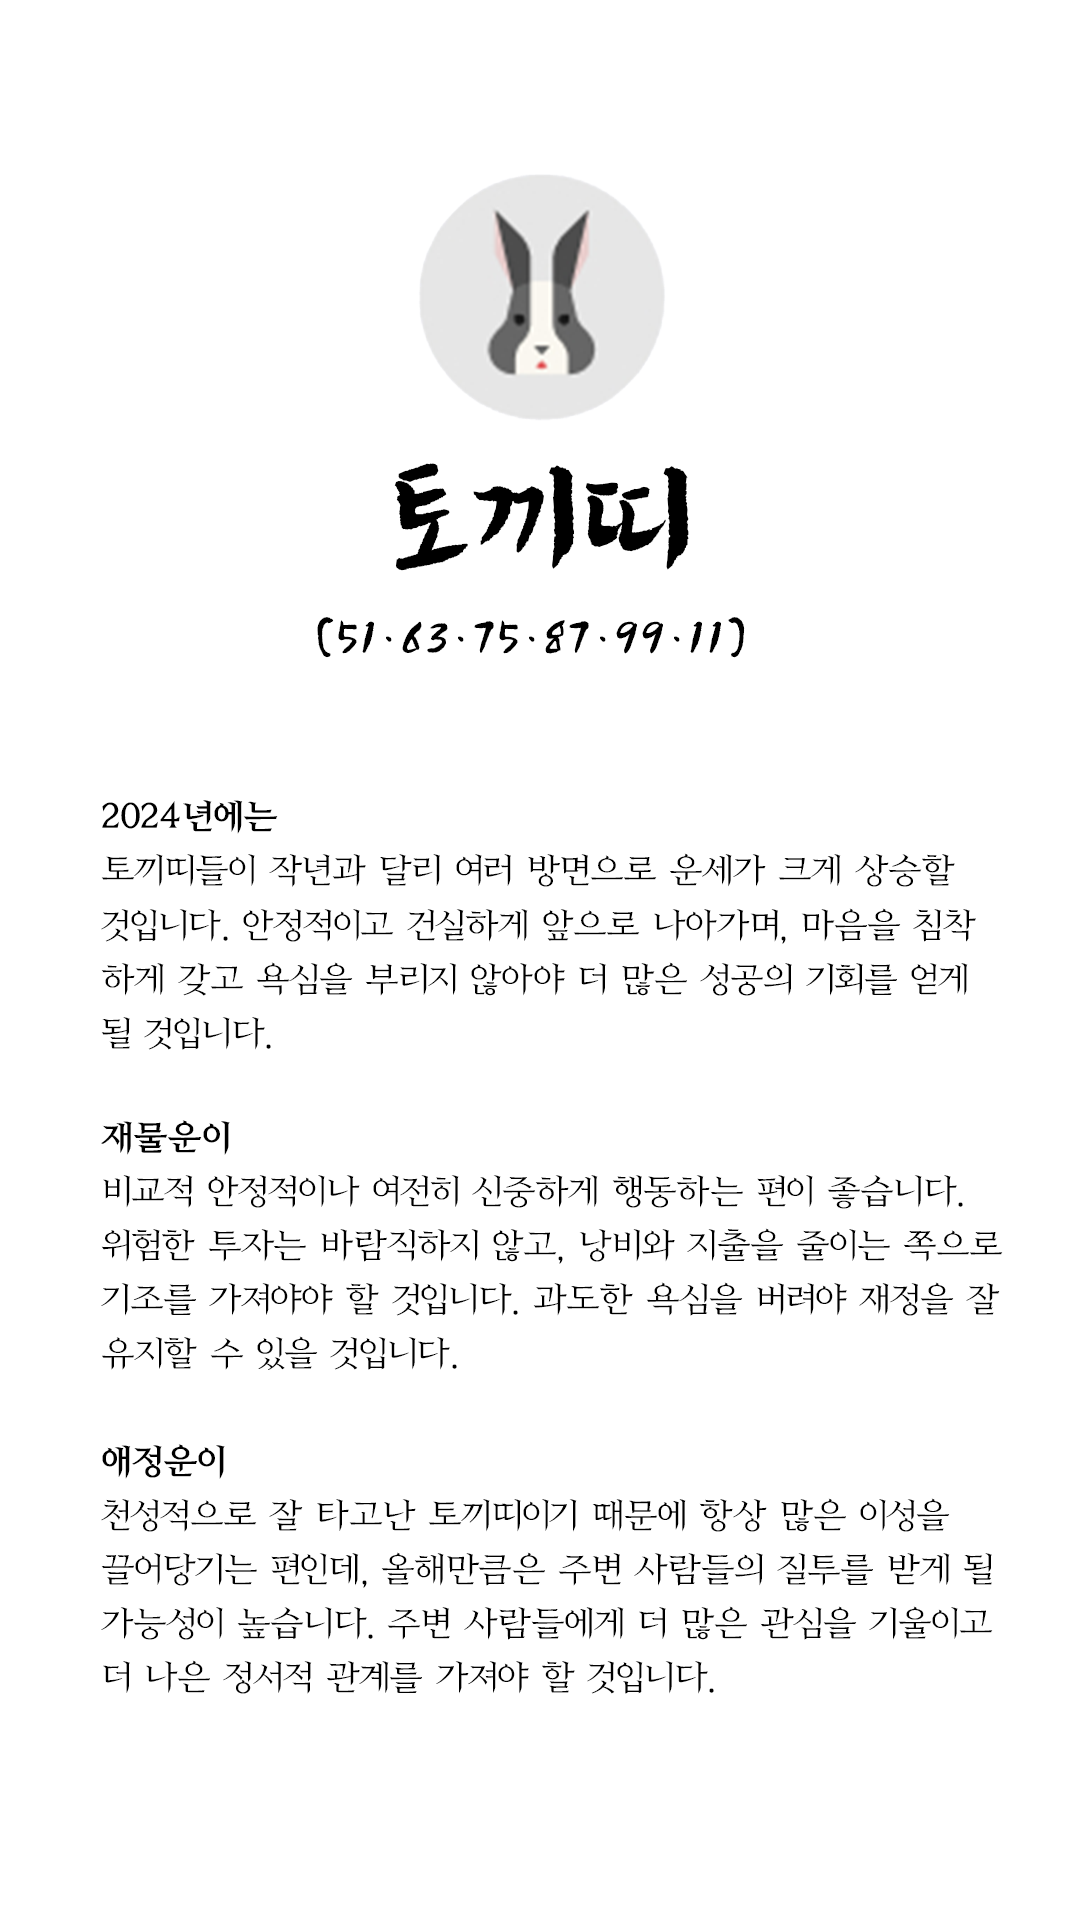 토끼띠
(51·63·75·87·99·11)
2024년에는
토끼띠들이 작년과 달리 여러 방면으로 운세가 크게 상승할
것입니다. 안정적이고 건실하게 앞으로 나아가며, 마음을 침착
하게 갖고 욕심을 부리지 않아야 더 많은 성공의 기회를 얻게
될 것입니다.
재물운이
비교적 안정적이나 여전히 신중하게 행동하는 편이 좋습니다.
위험한 투자는 바람직하지 않고, 낭비와 지출을 줄이는 쪽으로
기조를 가져야야 할 것입니다. 과도한 욕심을 버려야 재정을 잘
유지할 수 있을 것입니다.
애정운이
천성적으로 잘 타고난 토끼띠이기 때문에 항상 많은 이성을
끌어당기는 편인데, 올해만큼은 주변 사람들의 질투를 받게 될
가능성이 높습니다. 주변 사람들에게 더 많은 관심을 기울이고
더 나은 정서적 관계를 가져야 할 것입니다.